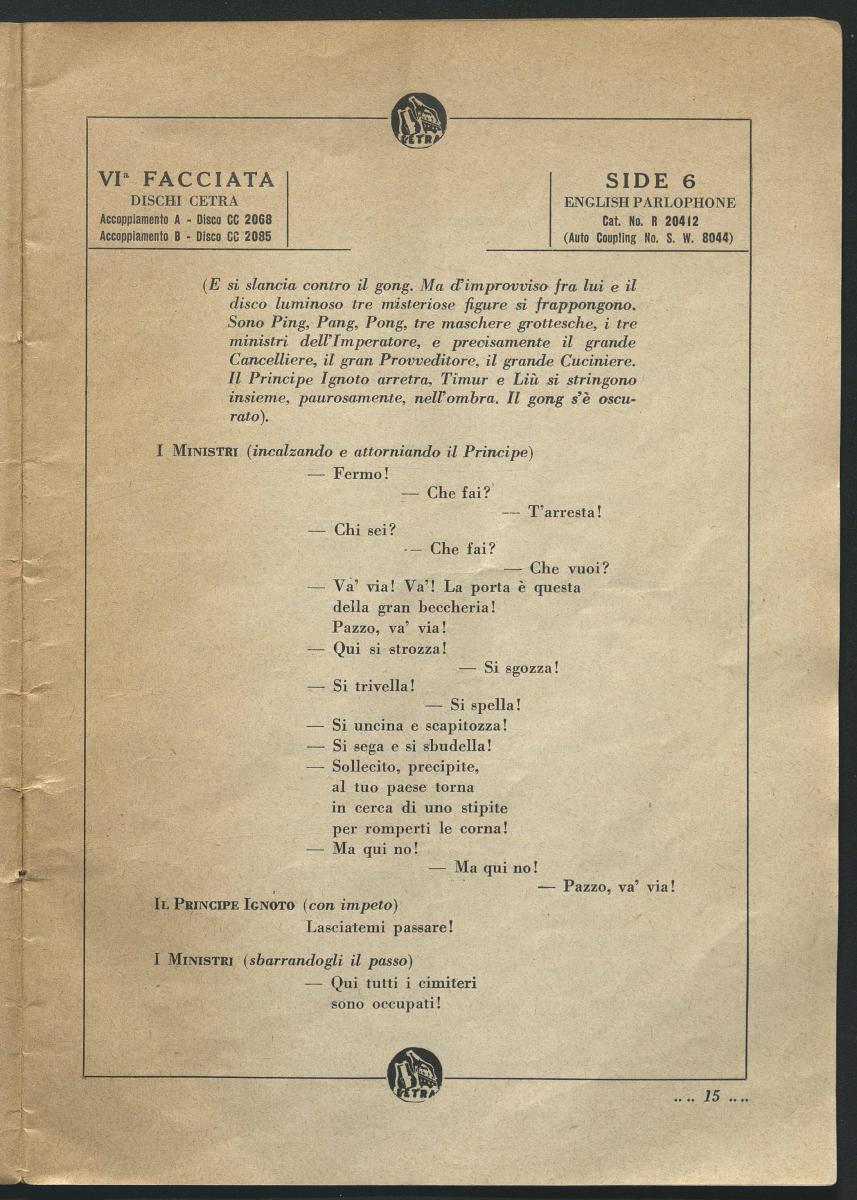 CETRA
VIª FACCIATA
DISCHI CETRA
Accoppiamento A - Disco CC 2068
Accoppiamento B - Disco CC 2085
SIDE 6
ENGLISH PARLOPHONE
Cat. No. R 20412
(Auto Coupling No. S. W. 8044)
(E si slancia contro il gong. Ma d'improvviso fra lui e il
disco luminoso tre misteriose figure si frappongono.
Sono Ping, Pang, Pong, tre maschere grottesche, i tre
ministri dell'Imperatore, e precisamente il grande
Cancelliere, il gran Provveditore, il grande Cuciniere.
Il Principe Ignoto arretra, Timur e Liù si stringono
insieme, paurosamente, nell'ombra. Il gong s'è oscu-
rato).
I MINISTRI (incalzando e attorniando il Principe)
— Fermo!
— Che fai?
— T'arresta!
— Chi sei?
— Che fai?
— Che vuoi?
— Va' via! Va'! La porta è questa
della gran beccheria!
Pazzo, va' via!
— Qui si strozza!
— Si sgozza!
— Si trivella!
— Si spella!
— Si uncina e scapitozza!
— Si sega e si sbudella!
— Sollecito, precipite,
al tuo paese torna
in cerca di uno stipite
per romperti le corna!
— Ma qui no!
— Ma qui no!
— Pazzo, va' via!
IL PRINCIPE IGNOTO (con impeto)
Lasciatemi passare!
I MINISTRI (sbarrandogli il passo)
— Qui tutti i cimiteri
sono occupati!
CETRA
.. .. 15 .. ..